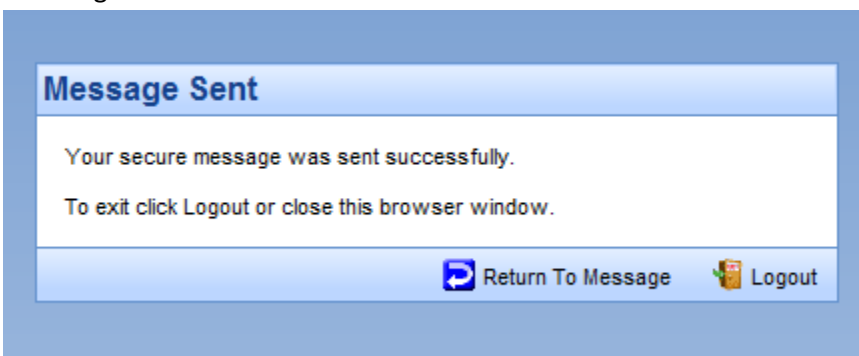 Message Sent
Your secure message was sent successfully.
To exit click Logout or close this browser window.
Return To Message Logout